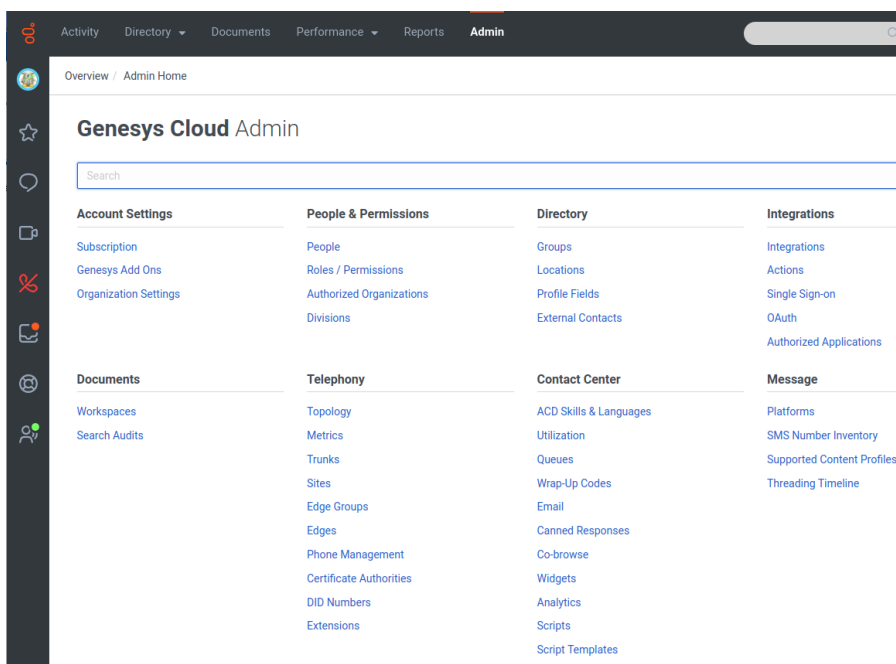 Activity Directory Documents Performance Reports Admin
Overview / Admin Home
Genesys Cloud Admin
Search
Account Settings
Subscription
Genesys Add Ons
Organization Settings
People & Permissions
People
Roles / Permissions
Authorized Organizations
Divisions
Directory
Groups
Locations
Profile Fields
External Contacts
Integrations
Integrations
Actions
Single Sign-on
OAuth
Authorized Applications
Documents
Workspaces
Search Audits
Telephony
Topology
Metrics
Trunks
Sites
Edge Groups
Edges
Phone Management
Certificate Authorities
DID Numbers
Extensions
Contact Center
ACD Skills & Languages
Utilization
Queues
Wrap-Up Codes
Email
Canned Responses
Co-browse
Widgets
Analytics
Scripts
Script Templates
Message
Platforms
SMS Number Inventory
Supported Content Profiles
Threading Timeline